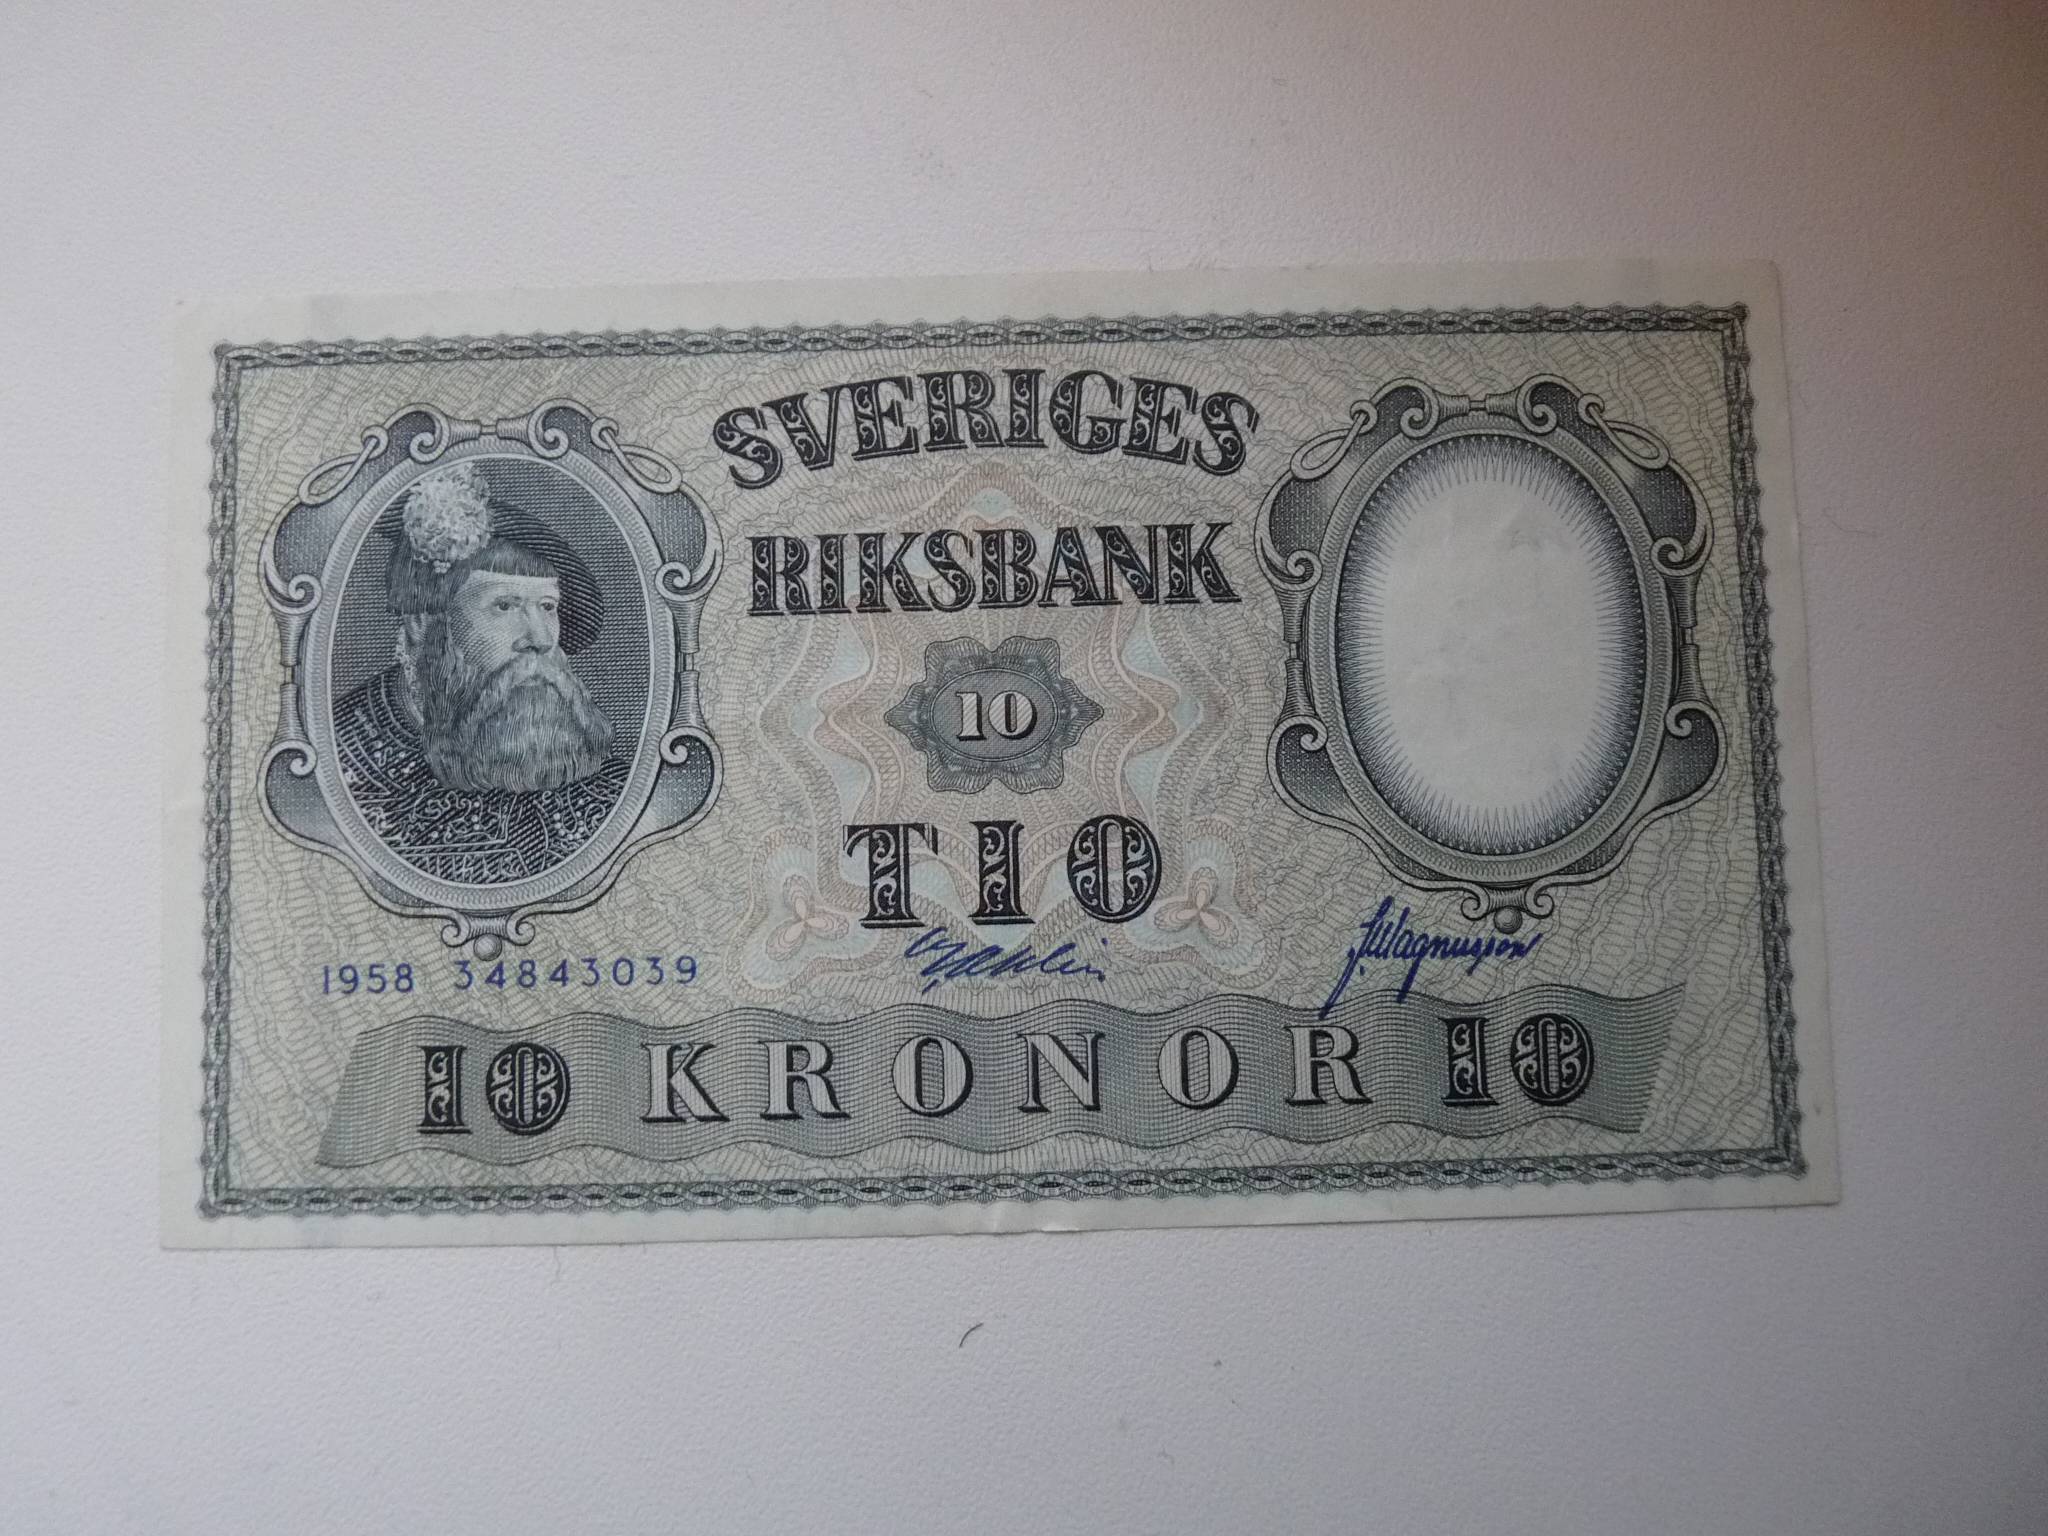 SVERIGES
RIKSBANK
10
TIO
1958 34843039
10 KRONOR 10